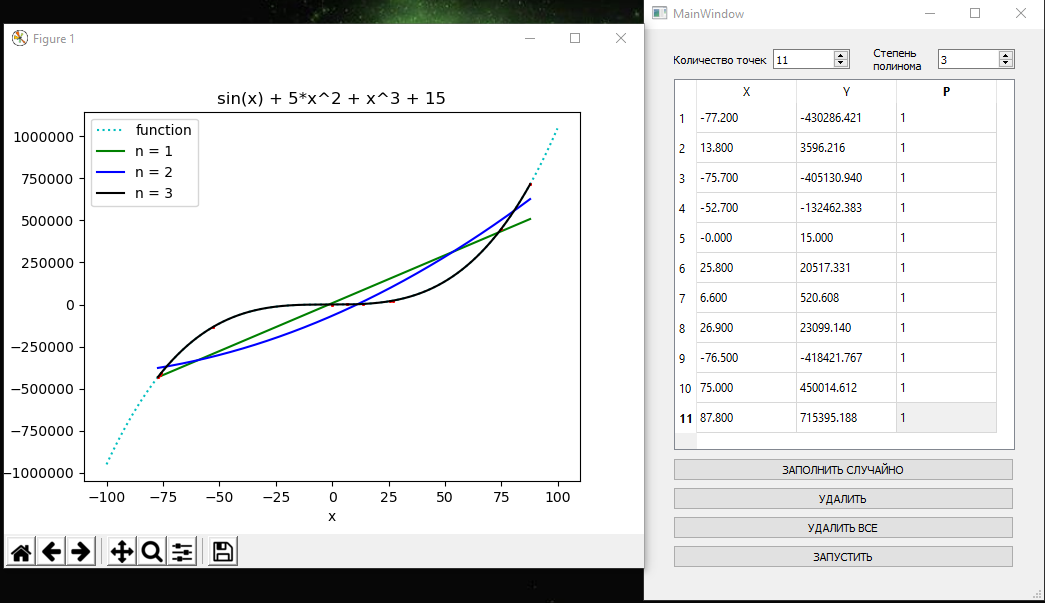 Figure 1
sin(x) + 5*x^2 + x^3 + 15
function
n = 1
n = 2
n = 3
1000000
750000
500000
250000
0
−250000
−500000
−750000
−1000000
−100 −75 −50 −25 0 25 50 75 100
x
MainWindow
Количество точек 11 Степень полинома 3
X Y P
1 -77.200 -430286.421 1
2 13.800 3596.216 1
3 -75.700 -405130.940 1
4 -52.700 -132462.383 1
5 -0.000 15.000 1
6 25.800 20517.331 1
7 6.600 520.608 1
8 26.900 23099.140 1
9 -76.500 -418421.767 1
10 75.000 450014.612 1
11 87.800 715395.188 1
ЗАПОЛНИТЬ СЛУЧАЙНО
УДАЛИТЬ
УДАЛИТЬ ВСЕ
ЗАПУСТИТЬ